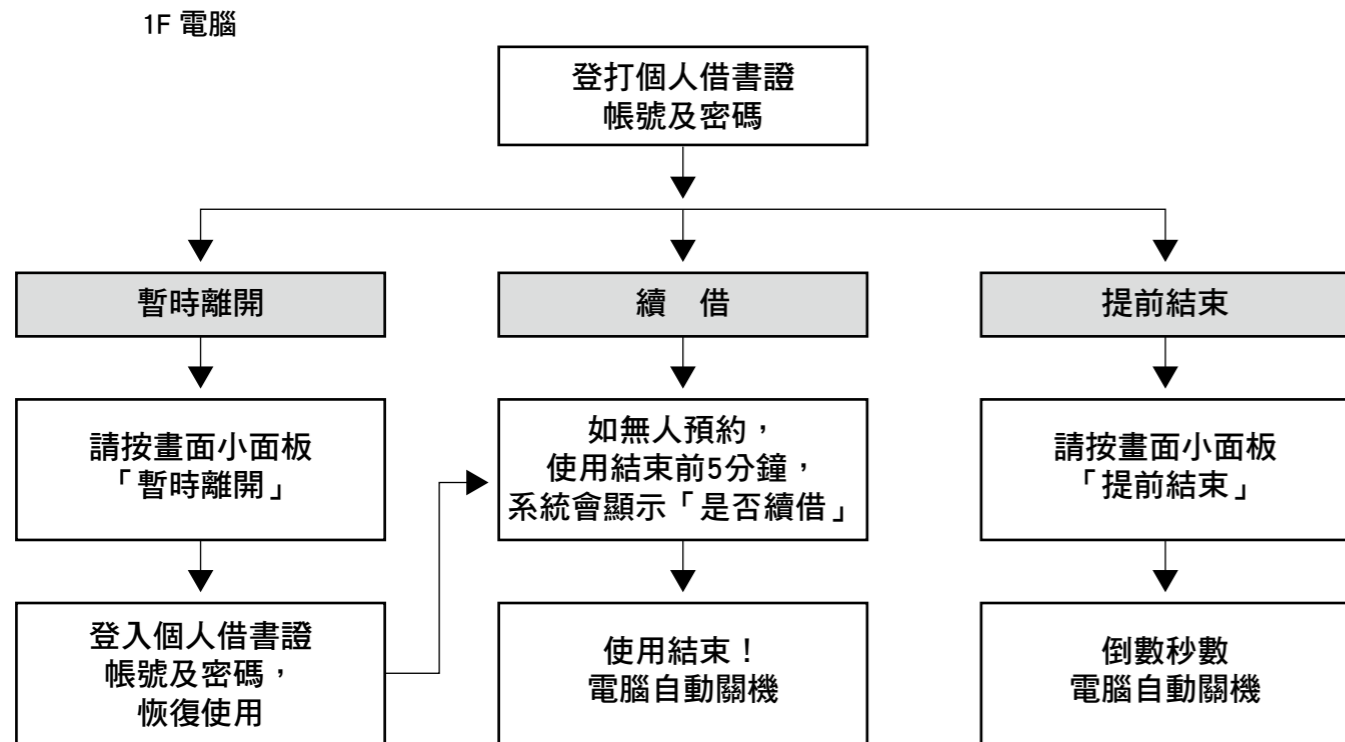 1F 電腦
登打個人借書證
帳號及密碼
暫時離開
續　借
提前結束
請按畫面小面板
「暫時離開」
如無人預約，
使用結束前5分鐘，
系統會顯示「是否續借」
請按畫面小面板
「提前結束」
登入個人借書證
帳號及密碼，
恢復使用
使用結束！
電腦自動關機
倒數秒數
電腦自動關機